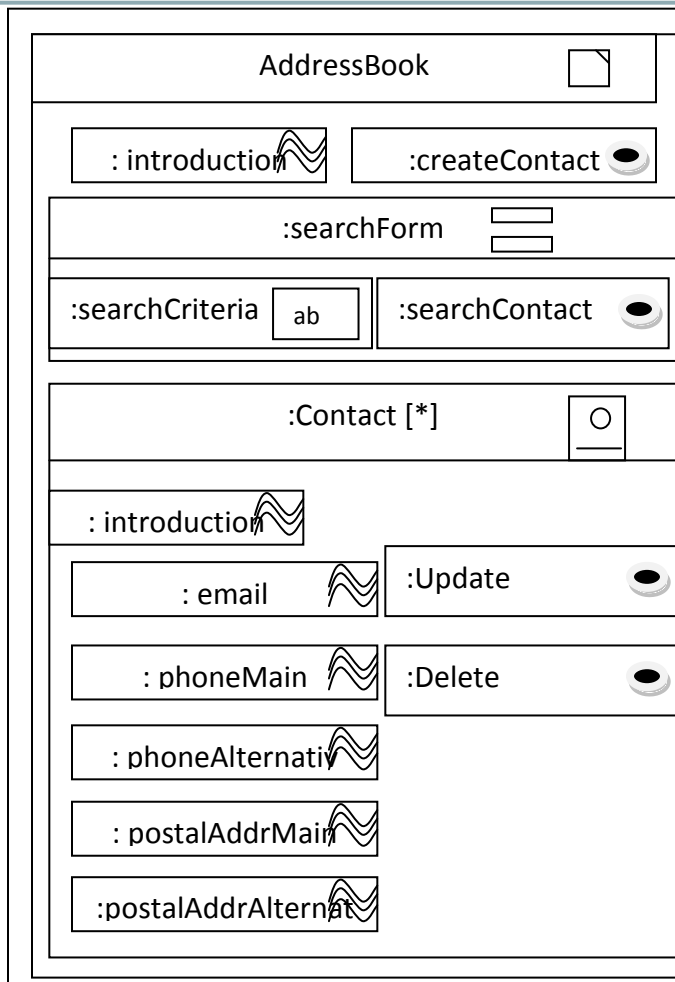 AddressBook
: introduction
:createContact
:searchForm
:searchCriteria
ab
:searchContact
:Contact [*]
: introduction
: email
:Update
: phoneMain
:Delete
: phoneAlternativ
: postalAddrMain
:postalAddrAlternat